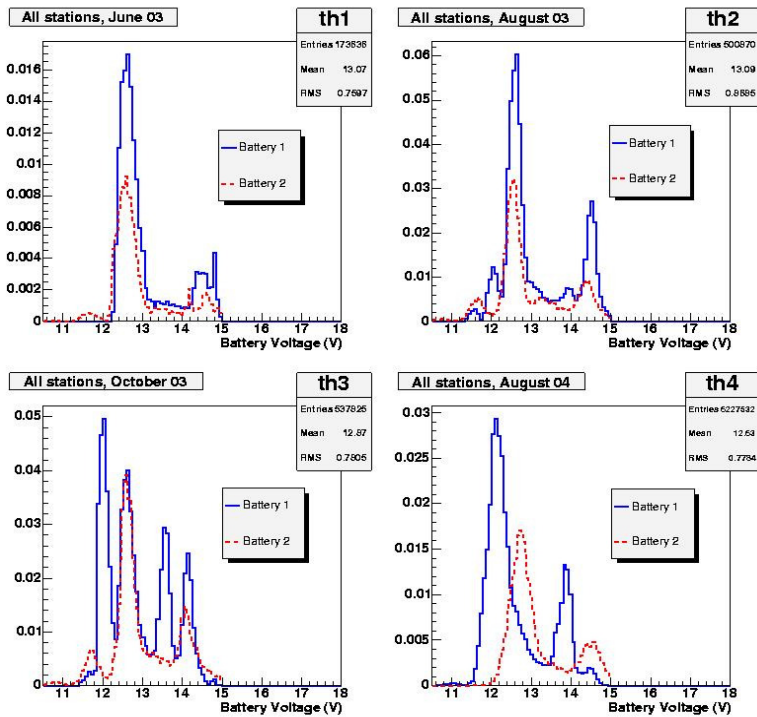 All stations, June 03
th1
Entries 173636
Mean 13.07
RMS 0.7597
Battery 1
Battery 2
0.016
0.014
0.012
0.01
0.008
0.006
0.004
0.002
0
11 12 13 14 15 16 17 18
Battery Voltage (V)
All stations, August 03
th2
Entries 500870
Mean 13.09
RMS
Battery 1
Battery 2
0.06
0.05
0.04
0.03
0.02
0.01
0
11 12 13 14 15 16 17 18
Battery Voltage (V)
All stations, October 03
th3
Entries
Mean 12.87
RMS 0.7805
Battery 1
Battery 2
0.05
0.04
0.03
0.02
0.01
0
11 12 13 14 15 16 17 18
Battery Voltage (V)
All stations, August 04
th4
Entries
Mean 12.53
RMS 0.7784
Battery 1
Battery 2
0.03
0.025
0.02
0.015
0.01
0.005
0
11 12 13 14 15 16 17 18
Battery Voltage (V)